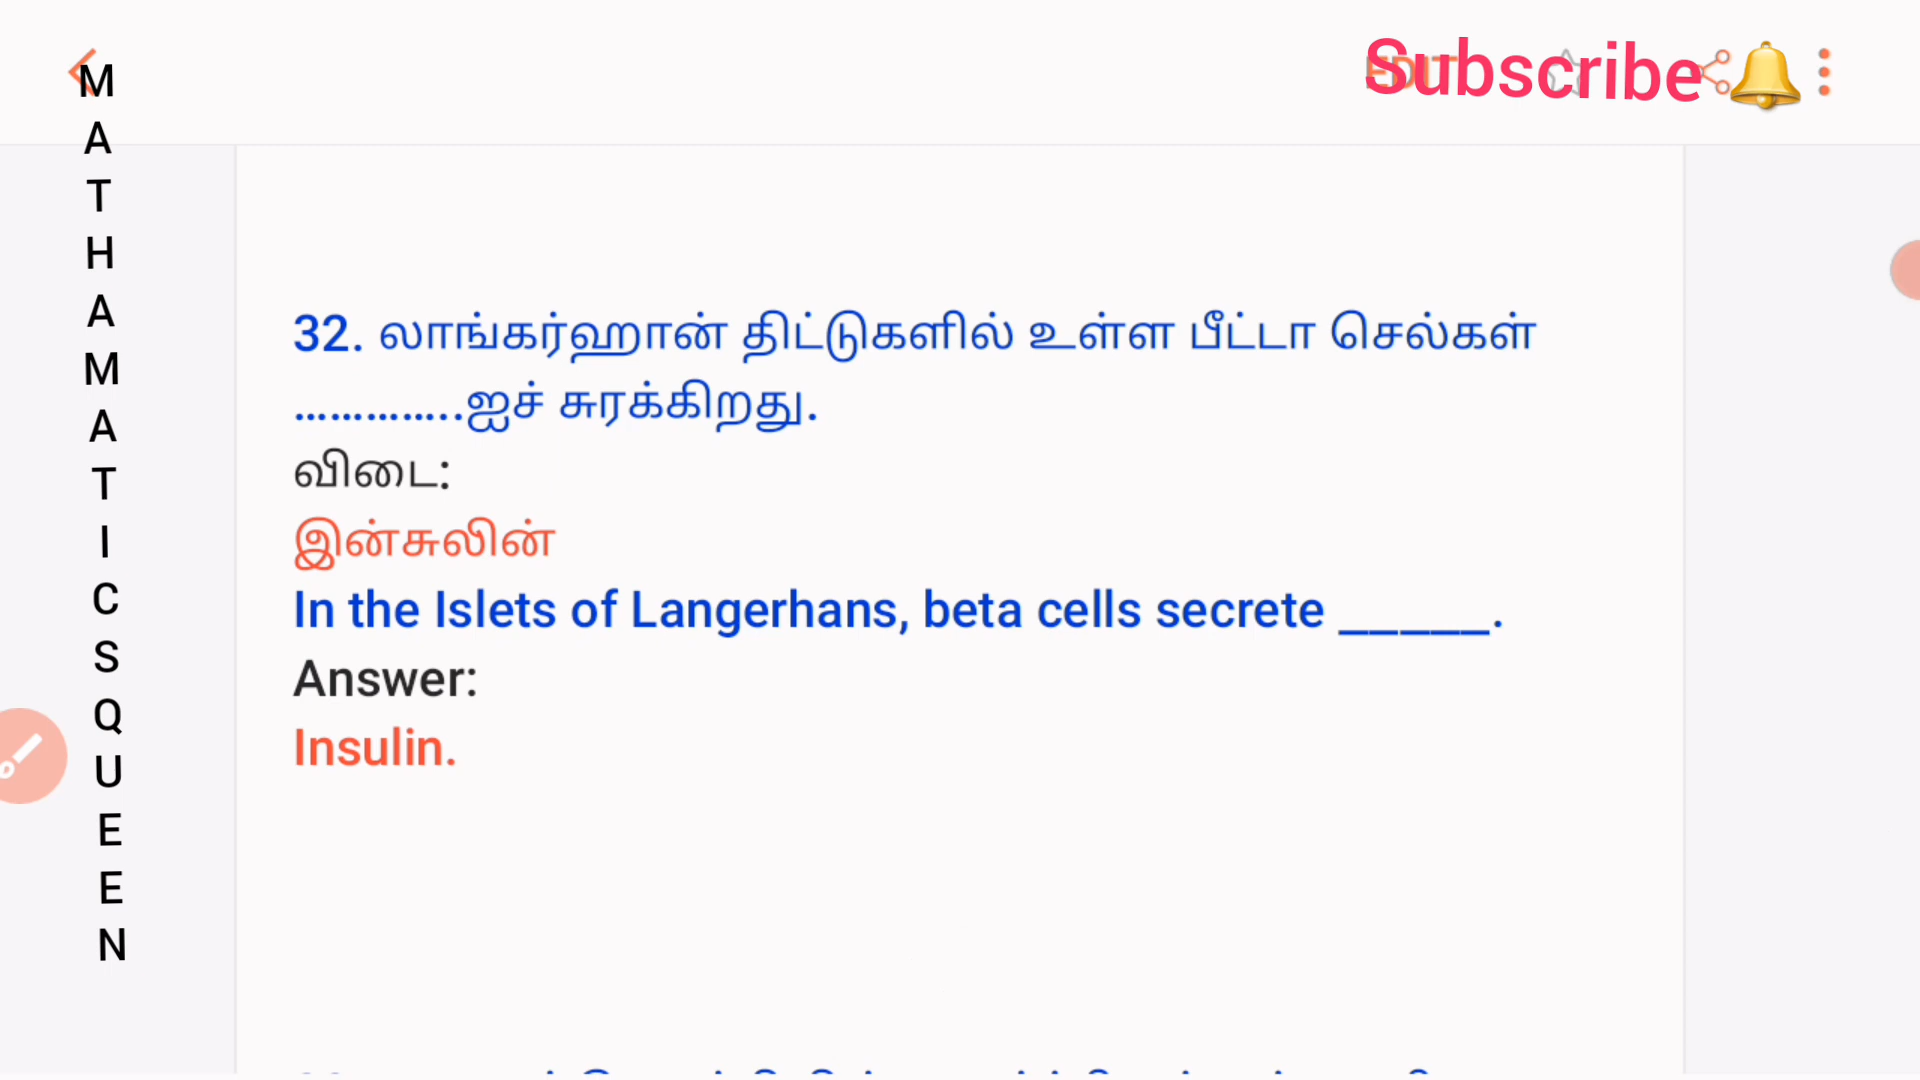 MATHAMATICSQUEEN
Subscribe
32. லாங்கர்ஹான் திட்டுகளில் உள்ள பீட்டா செல்கள்
…………..ஐச் சுரக்கிறது.
விடை:
இன்சுலின்
In the Islets of Langerhans, beta cells secrete _____.
Answer:
Insulin.